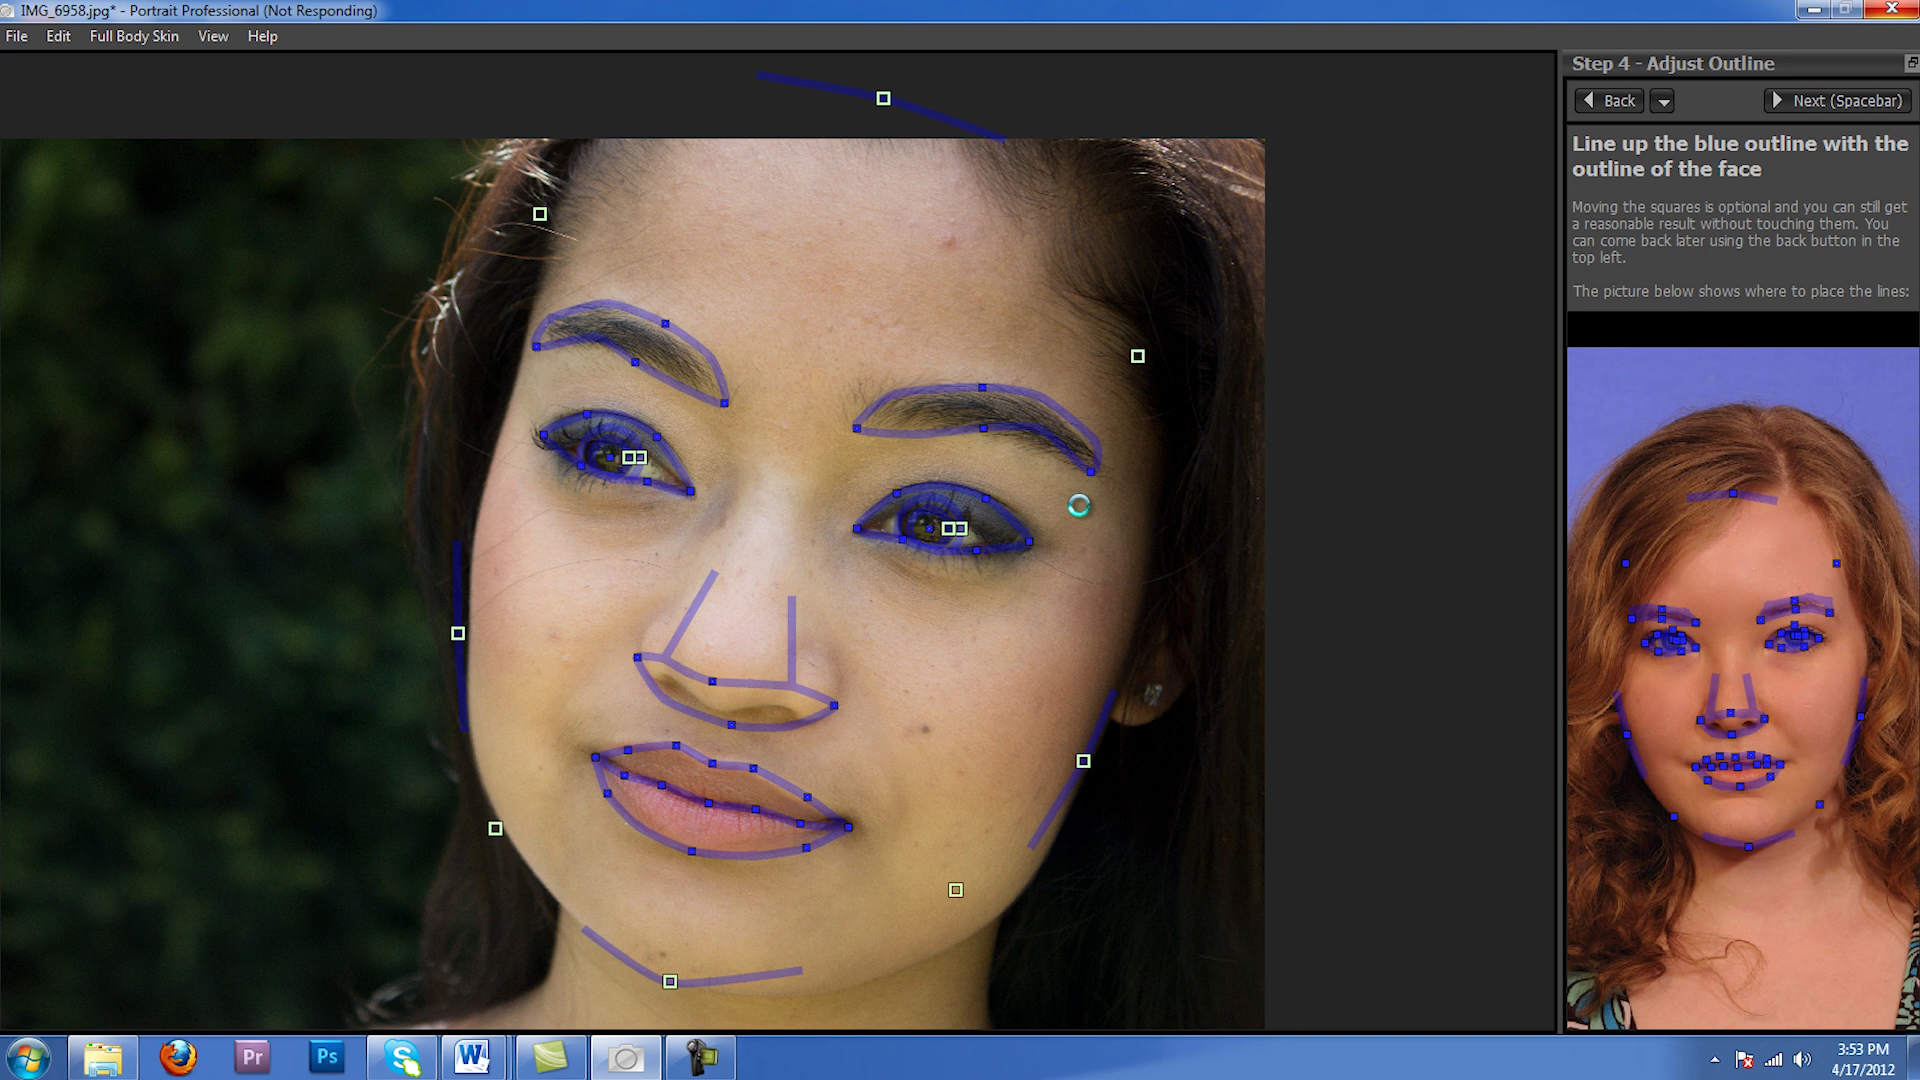 IMG_6958.jpg* - Portrait Professional (Not Responding)
File Edit Full Body Skin View Help
Step 4 - Adjust Outline
Back
Next (Spacebar)
Line up the blue outline with the
outline of the face
Moving the squares is optional and you can still get
a reasonable result without touching them. You
can come back later using the back button in the
top left.
The picture below shows where to place the lines:
Pr
Ps
S
W
3:53 PM
4/17/2012